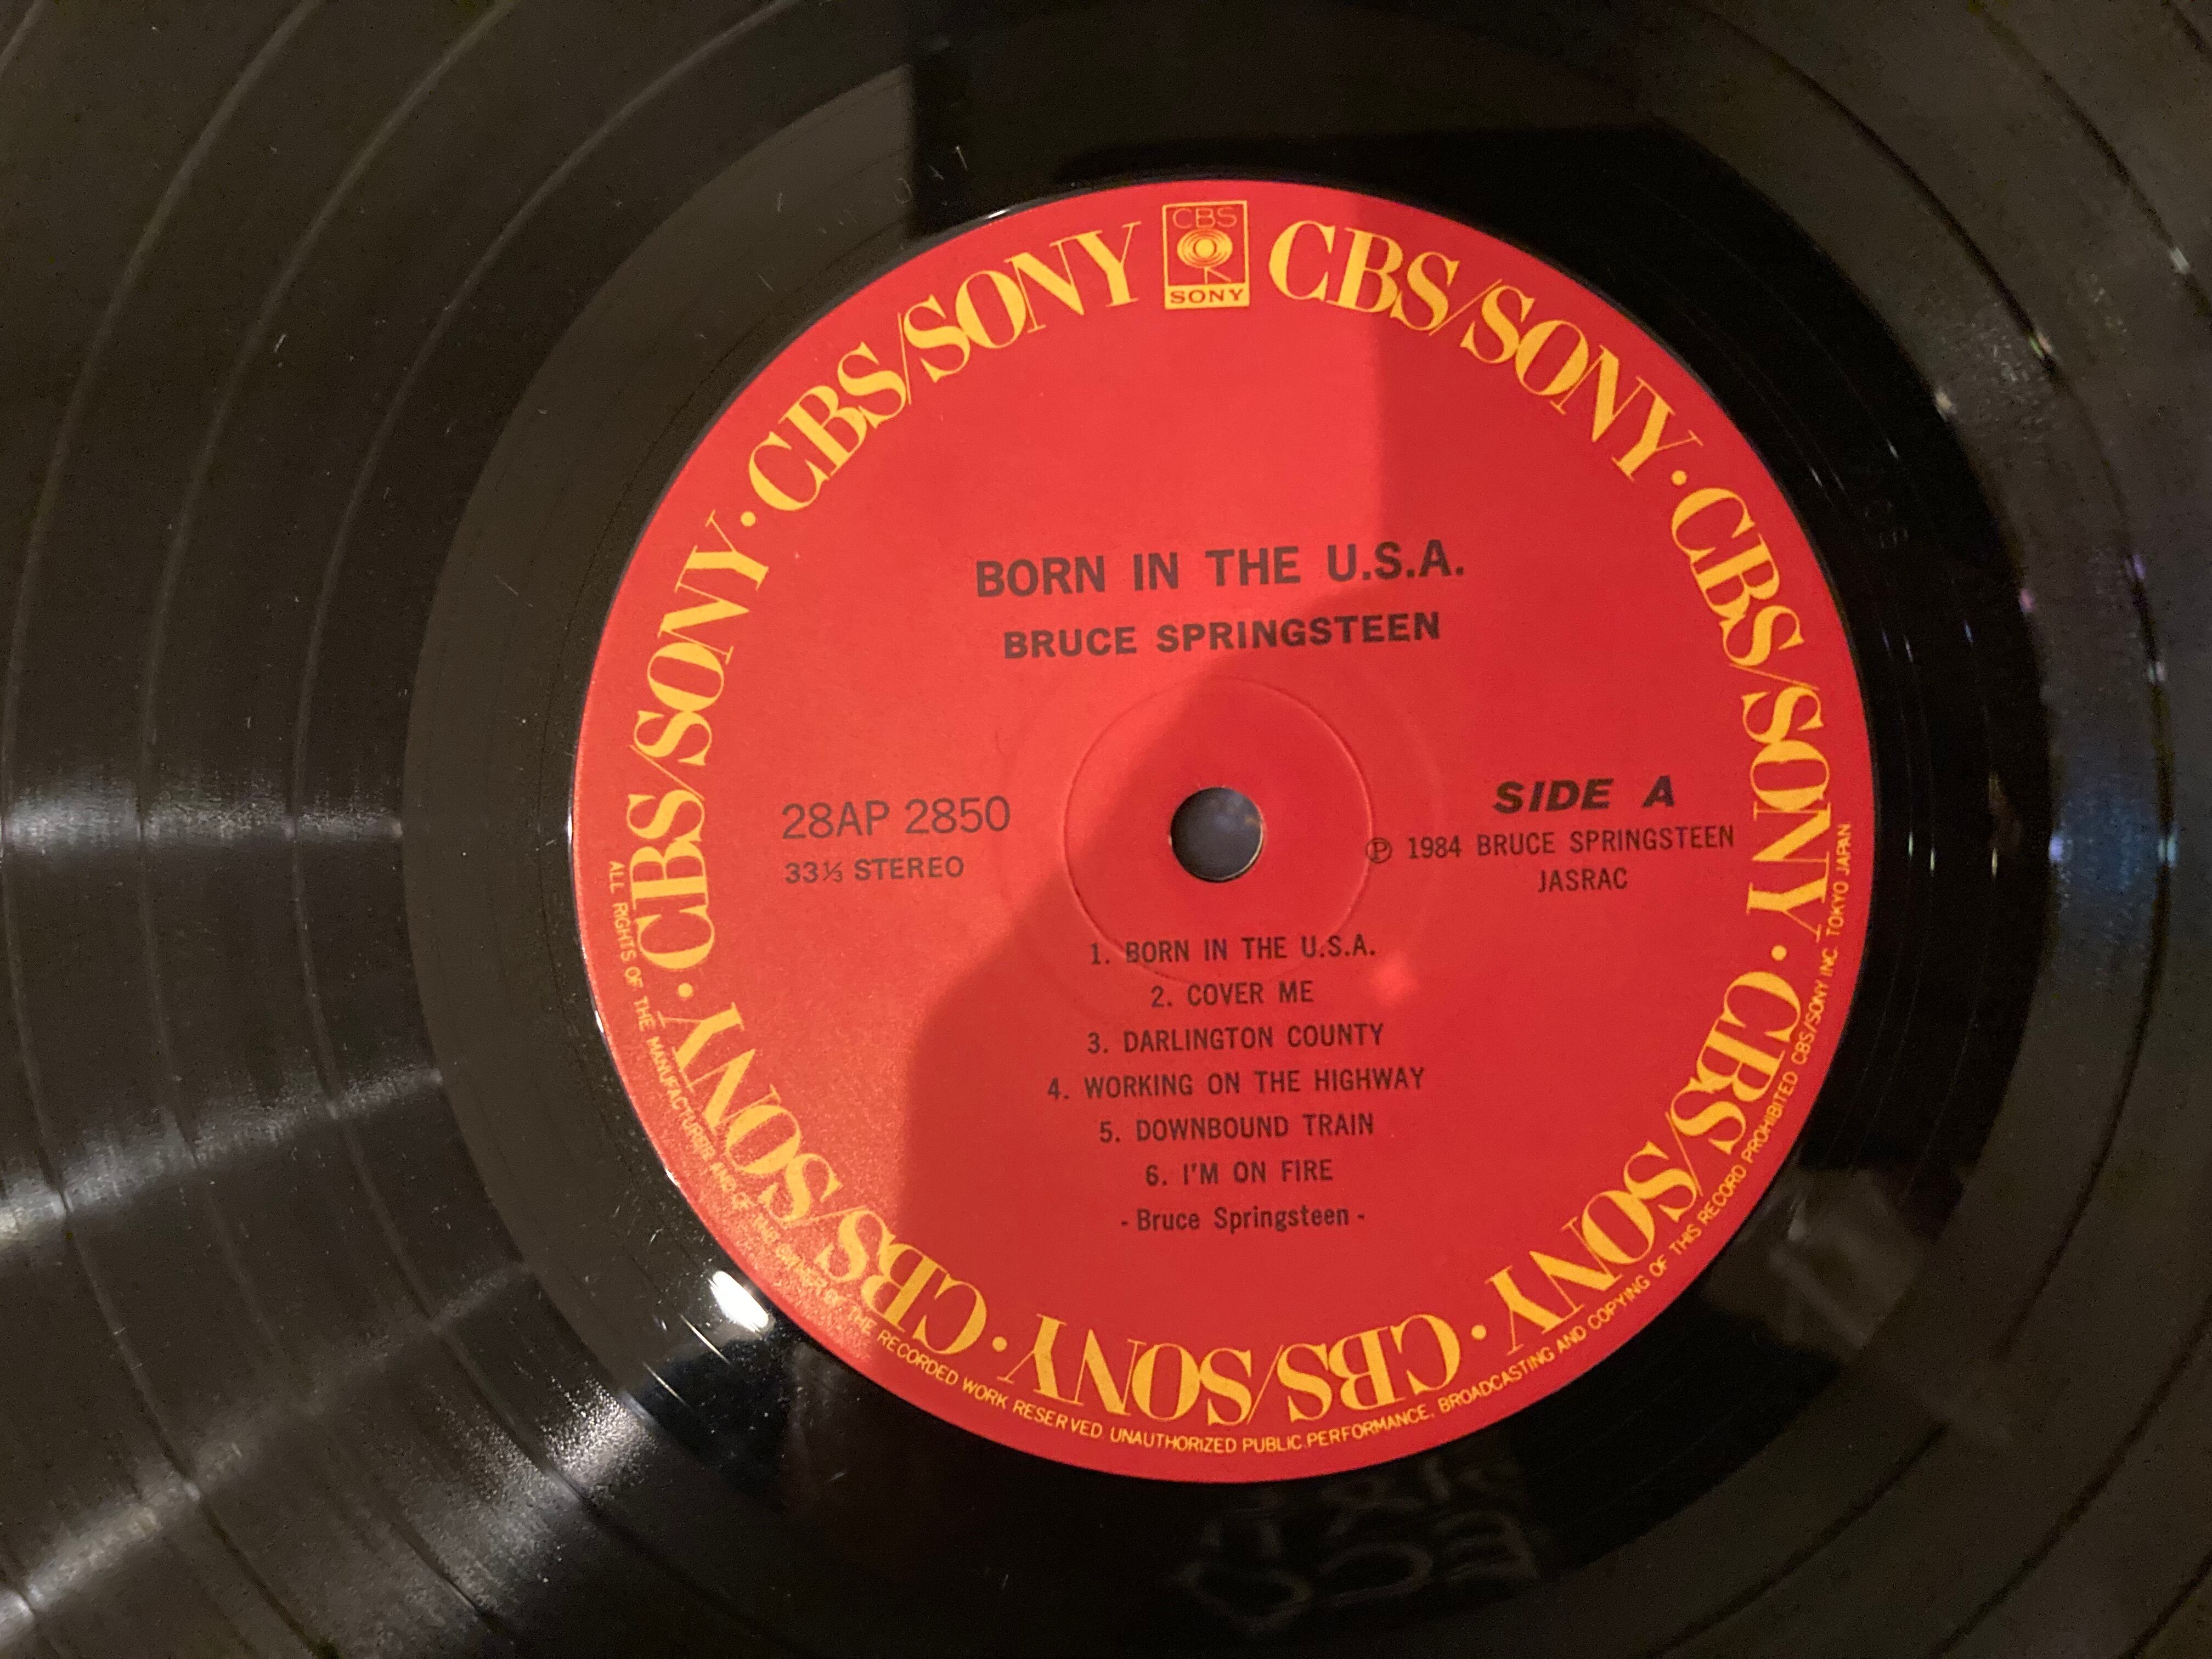 CBS
SONY
CBS/SONY · CBS/SONY · CBS/SONY · CBS/SONY · CBS/SONY · CBS/SONY · CBS/SONY · CBS/SONY
BORN IN THE U.S.A.
BRUCE SPRINGSTEEN
28AP 2850
33⅓ STEREO
SIDE A
℗ 1984 BRUCE SPRINGSTEEN
JASRAC
1. BORN IN THE U.S.A.
2. COVER ME
3. DARLINGTON COUNTY
4. WORKING ON THE HIGHWAY
5. DOWNBOUND TRAIN
6. I'M ON FIRE
- Bruce Springsteen -
ALL RIGHTS OF THE MANUFACTURER AND OF THE OWNER OF THE RECORDED WORK RESERVED. UNAUTHORIZED PUBLIC PERFORMANCE, BROADCASTING AND COPYING OF THIS RECORD PROHIBITED CBS/SONY INC. TOKYO JAPAN